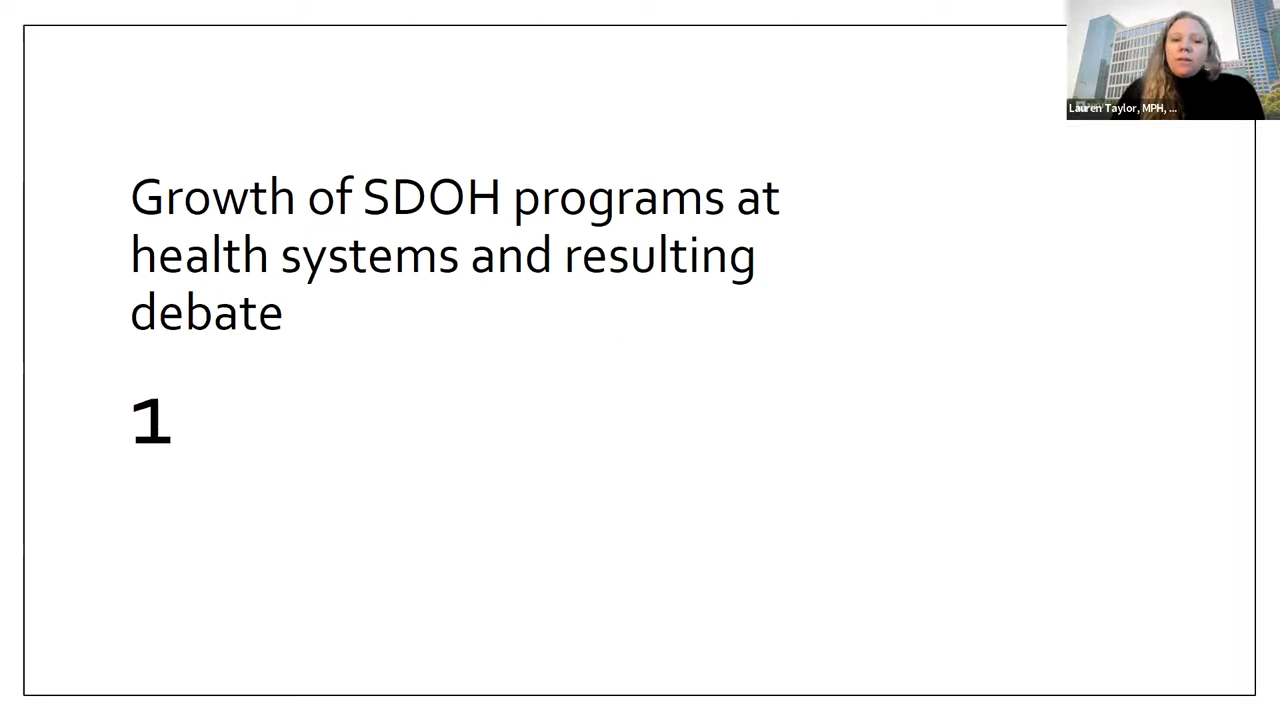 Lauren Taylor, MPH, ...
Growth of SDOH programs at
health systems and resulting
debate
1